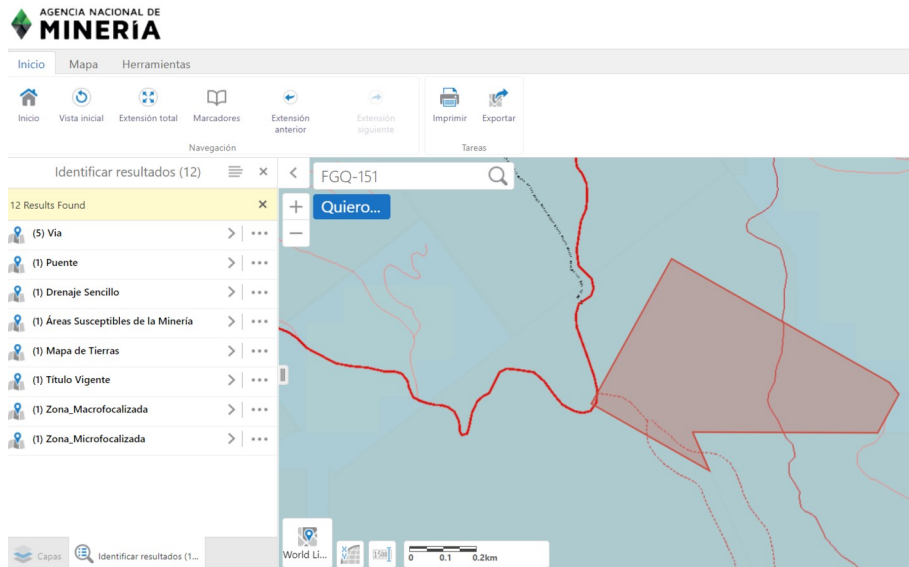 AGENCIA NACIONAL DE
MINERÍA
Inicio Mapa Herramientas
Inicio Vista inicial Extensión total Marcadores Extensión anterior Extensión siguiente Imprimir Exportar
Navegación Tareas
Identificar resultados (12)
FGQ-151
12 Results Found
Quiero...
(5) Via
(1) Puente
(1) Drenaje Sencillo
(1) Áreas Susceptibles de la Minería
(1) Mapa de Tierras
(1) Título Vigente
(1) Zona_Macrofocalizada
(1) Zona_Microfocalizada
Capas Identificar resultados (1...
World Li...
0 0.1 0.2km